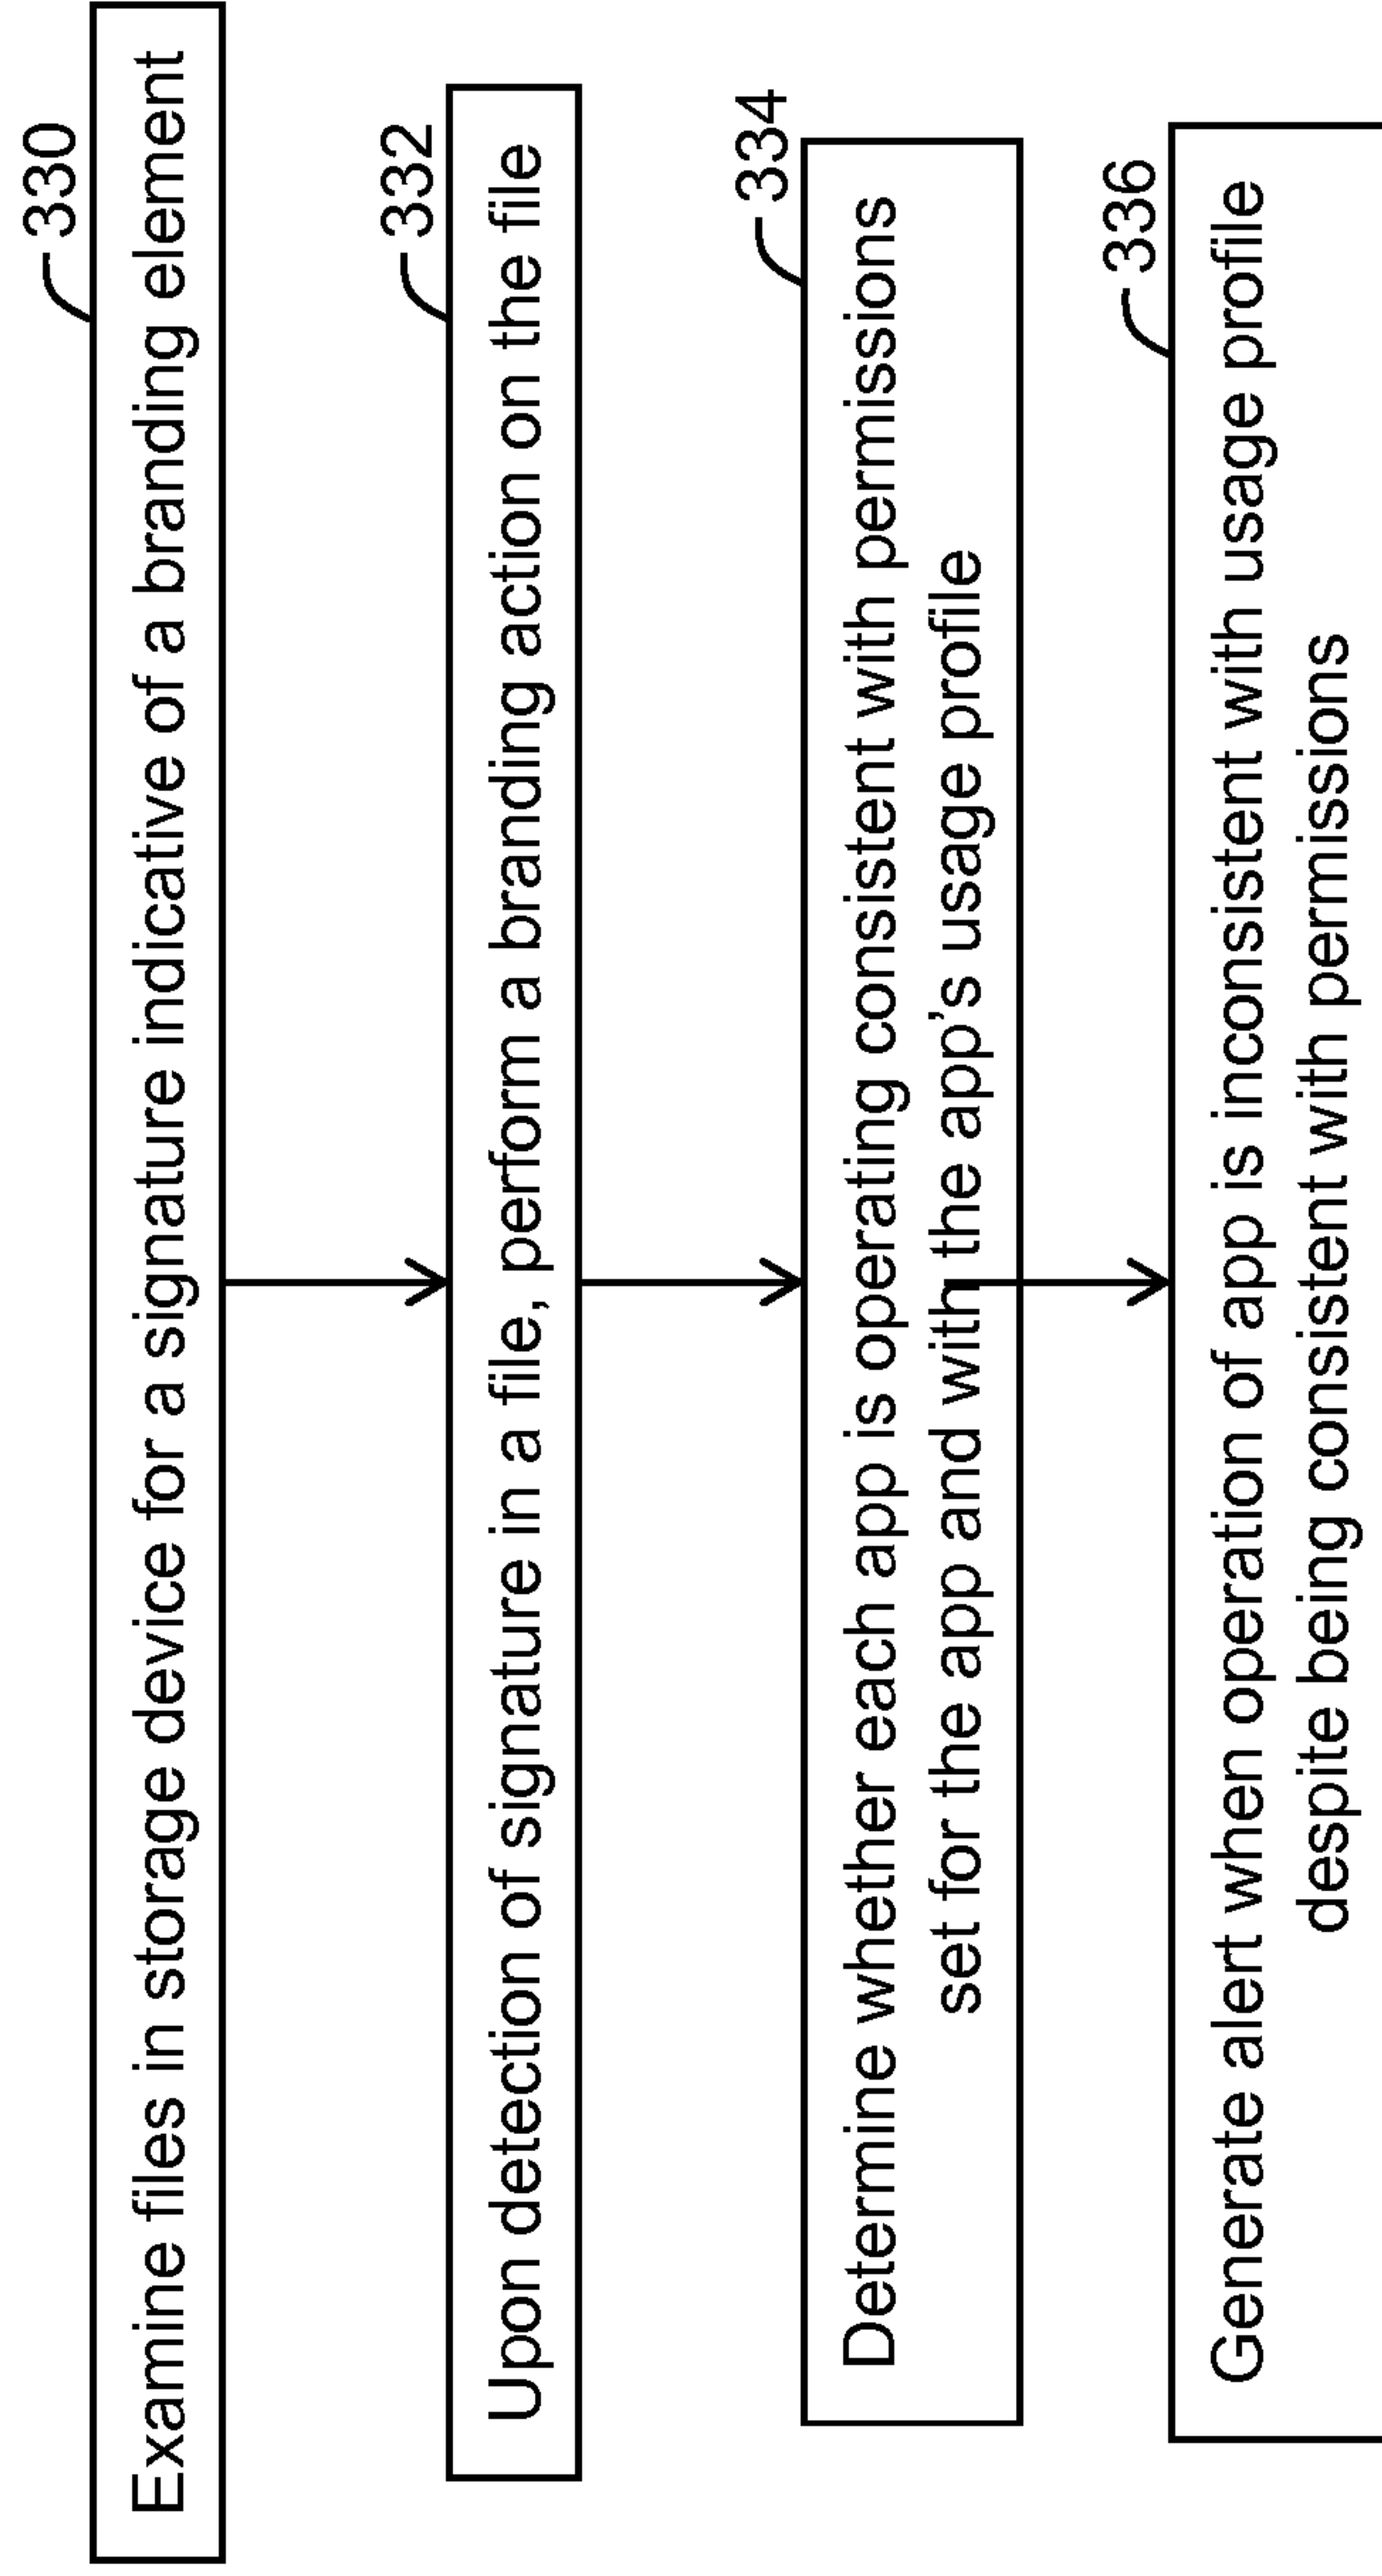 330
Examine files in storage device for a signature indicative of a branding element
332
Upon detection of signature in a file, perform a branding action on the file
334
Determine whether each app is operating consistent with permissions
set for the app and with the app's usage profile
336
Generate alert when operation of app is inconsistent with usage profile
despite being consistent with permissions